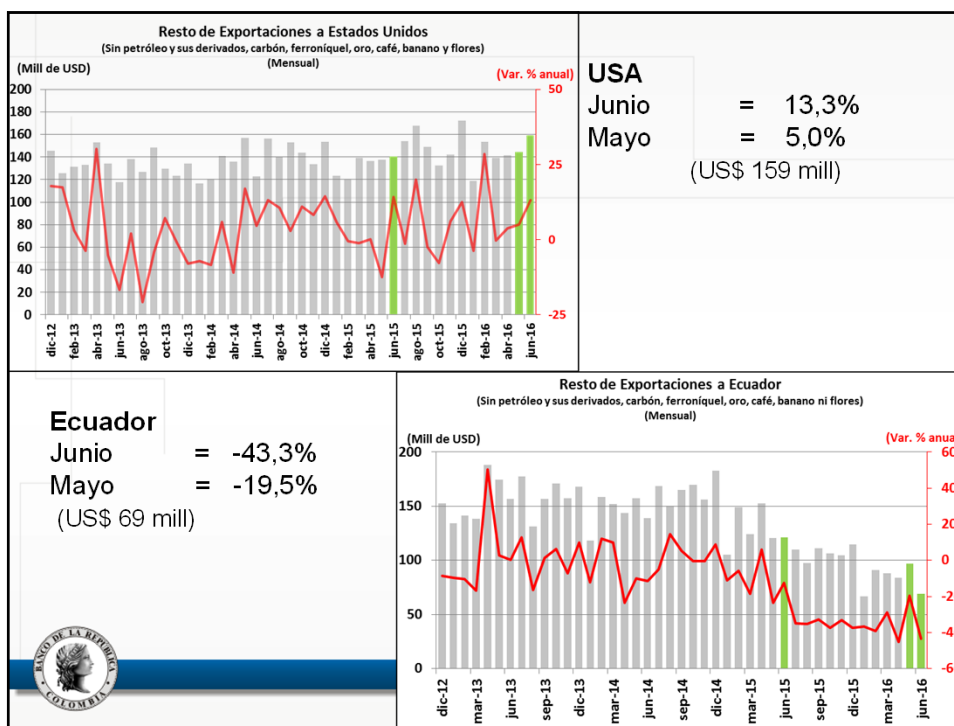 Resto de Exportaciones a Estados Unidos
(Sin petróleo y sus derivados, carbón, ferroníquel, oro, café, banano y flores)
(Mensual)
(Mill de USD)
(Var. % anual)
200
180
160
140
120
100
80
60
40
20
0
50
25
0
-25
dic-12
feb-13
abr-13
jun-13
ago-13
oct-13
dic-13
feb-14
abr-14
jun-14
ago-14
oct-14
dic-14
feb-15
abr-15
jun-15
ago-15
oct-15
dic-15
feb-16
abr-16
jun-16
USA
Junio = 13,3%
Mayo = 5,0%
(US$ 159 mill)
Ecuador
Junio = -43,3%
Mayo = -19,5%
(US$ 69 mill)
Resto de Exportaciones a Ecuador
(Sin petróleo y sus derivados, carbón, ferroníquel, oro, café, banano ni flores)
(Mensual)
(Mill de USD)
(Var. % anua
200
150
100
50
0
60
40
20
0
-2
-4
-6
dic-12
mar-13
jun-13
sep-13
dic-13
mar-14
jun-14
sep-14
dic-14
mar-15
jun-15
sep-15
dic-15
mar-16
jun-16
BANCO DE LA REPUBLICA
COLOMBIA